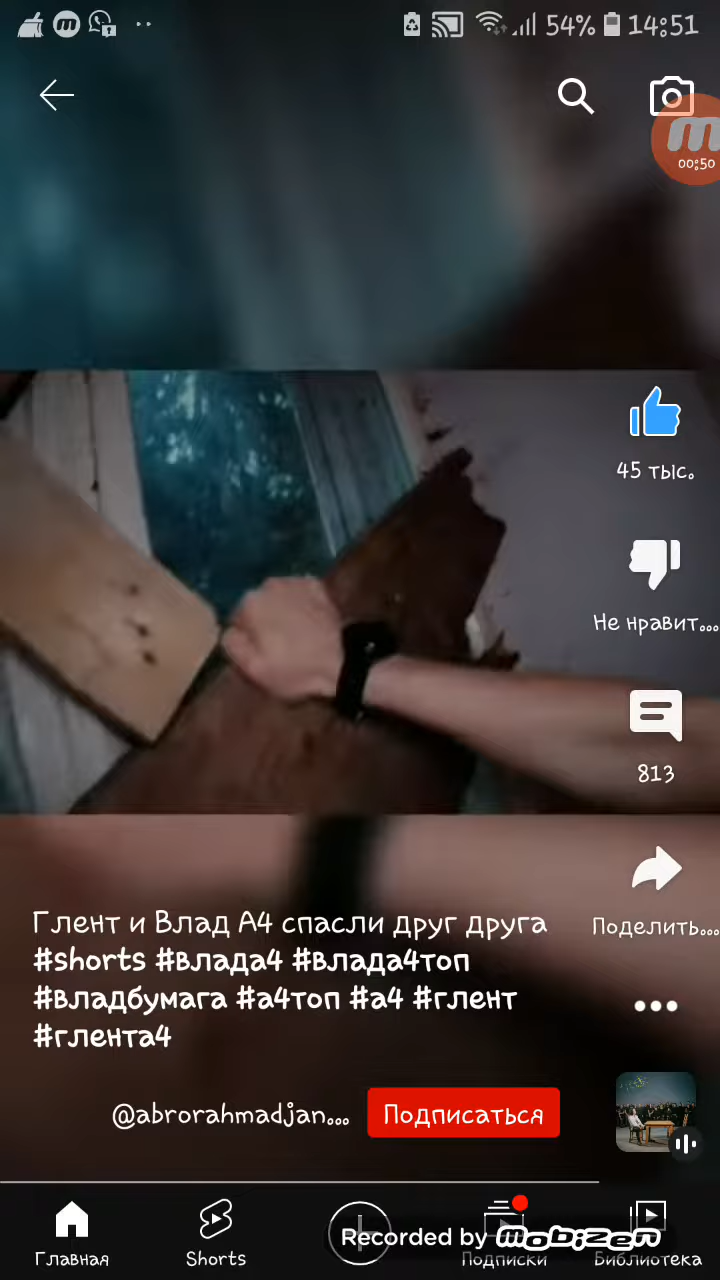 54% 14:51
00:50
45 тыс.
Не нравит...
813
Поделить...
Глент и Влад А4 спасли друг друга
#shorts #влада4 #влада4топ
#владбумага #а4топ #а4 #глент
#глента4
@abrorahmadjan...
Подписаться
Главная
Shorts
Подписки
Библиотека
Recorded by mobizen